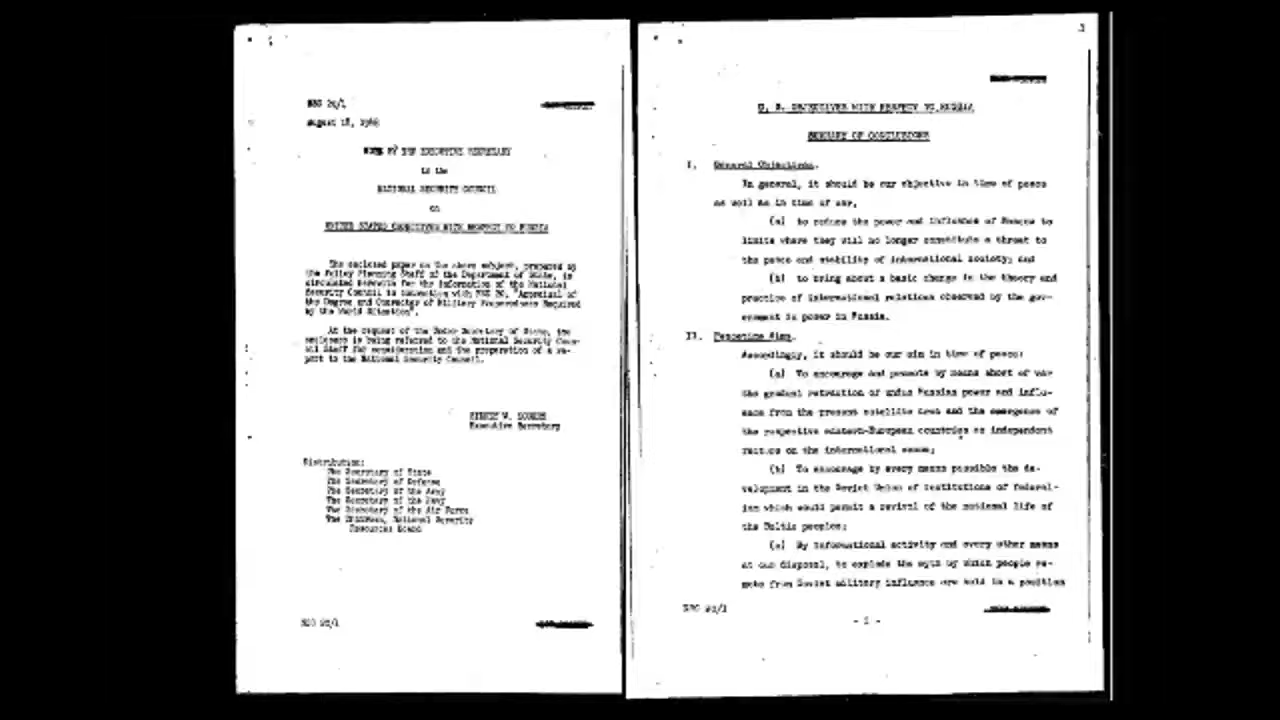 NSC 20/1
August 18, 1948
NOTE BY THE EXECUTIVE SECRETARY
to the
NATIONAL SECURITY COUNCIL
on
UNITED STATES OBJECTIVES WITH RESPECT TO RUSSIA
The enclosed paper on the above subject, prepared by
the Policy Planning Staff of the Department of State, is
circulated herewith for the information of the National
Security Council in connection with NSC 20, "Appraisal of
the Degree and Character of Military Preparedness Required
by the World Situation".
At the request of the Under Secretary of State, the
enclosure is being referred to the National Security Coun-
cil Staff for consideration and the preparation of a re-
port to the National Security Council.
SIDNEY W. SOUERS
Executive Secretary
Distribution:
The Secretary of State
The Secretary of Defense
The Secretary of the Army
The Secretary of the Navy
The Secretary of the Air Force
The Chairman, National Security
Resources Board
NSC 20/1
U. S. OBJECTIVES WITH RESPECT TO RUSSIA
SUMMARY OF CONCLUSIONS
I. General Objectives.
In general, it should be our objective in time of peace
as well as in time of war,
(a) to reduce the power and influence of Moscow to
limits where they will no longer constitute a threat to
the peace and stability of international society; and
(b) to bring about a basic change in the theory and
practice of international relations observed by the gov-
ernment in power in Russia.
II. Peacetime Aims.
Accordingly, it should be our aim in time of peace:
(a) To encourage and promote by means short of war
the gradual retraction of undue Russian power and influ-
ence from the present satellite area and the emergence of
the respective eastern-European countries as independent
factors on the international scene;
(b) To encourage by every means possible the de-
velopment in the Soviet Union of institutions of federal-
ism which would permit a revival of the national life of
the Baltic peoples;
(c) By informational activity and every other means
at our disposal, to explode the myth by which people re-
mote from Soviet military influence are held in a position
NSC 20/1
- 1 -